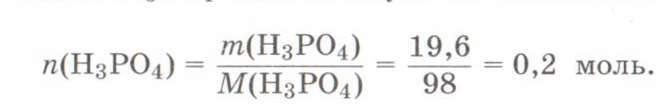 n(H₃PO₄) = m(H₃PO₄)/M(H₃PO₄) = 19,6/98 = 0,2 моль.